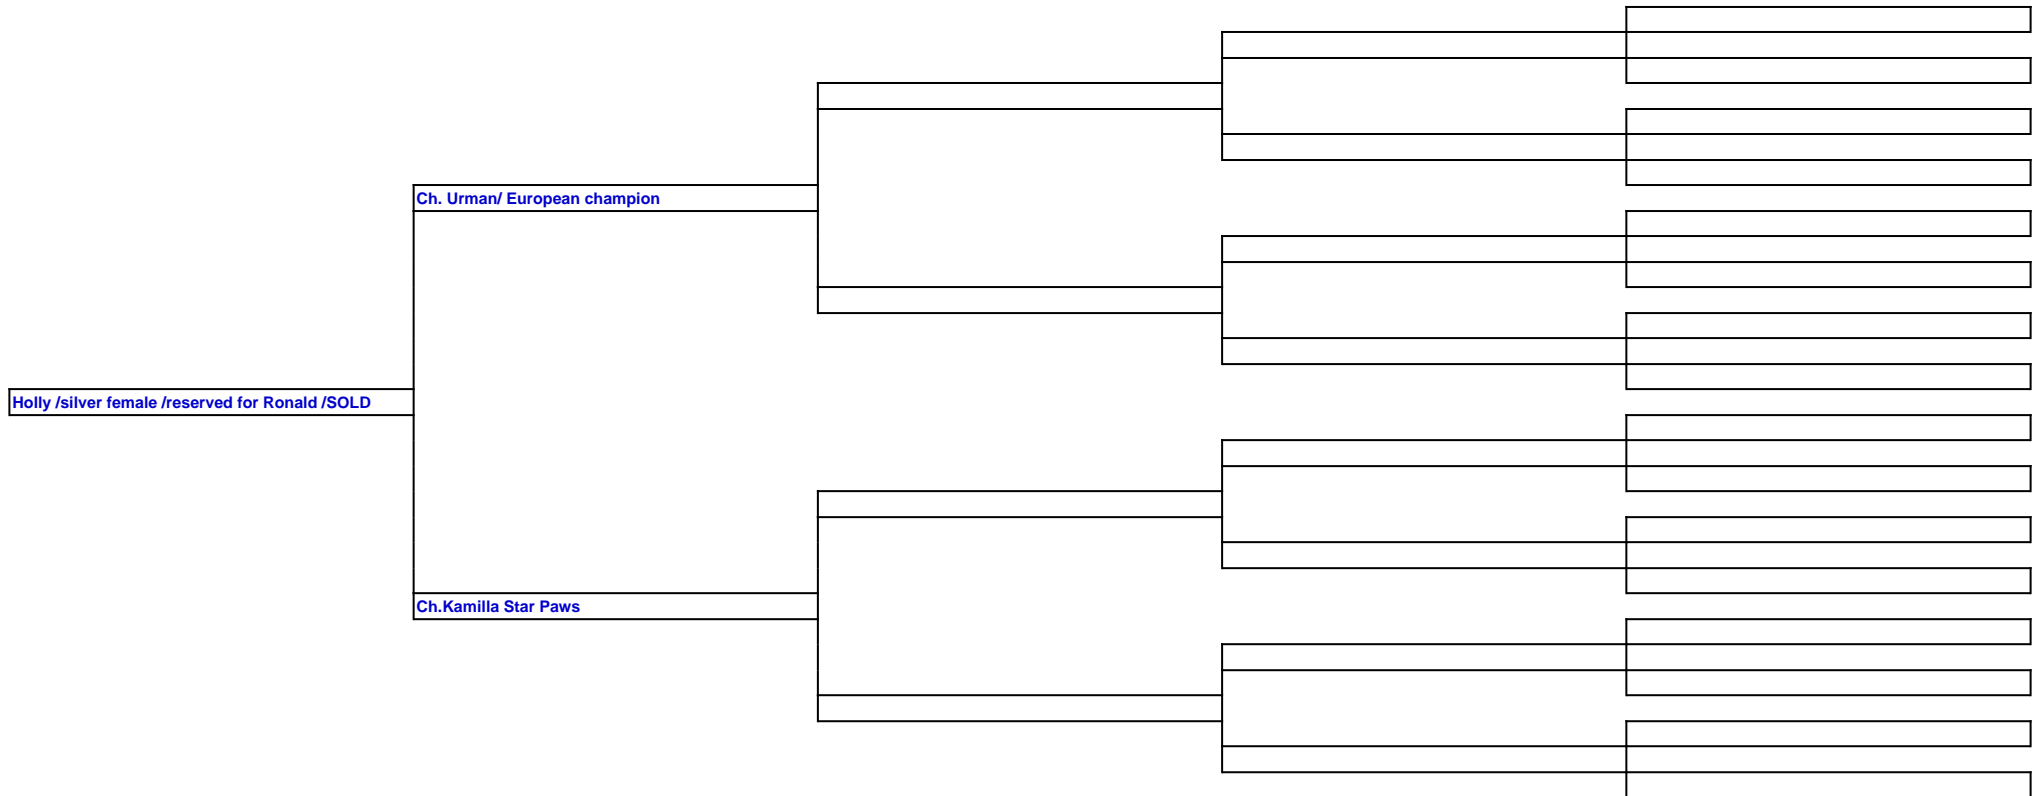 Ch. Urman/ European champion
Holly /silver female /reserved for Ronald /SOLD
Ch.Kamilla Star Paws